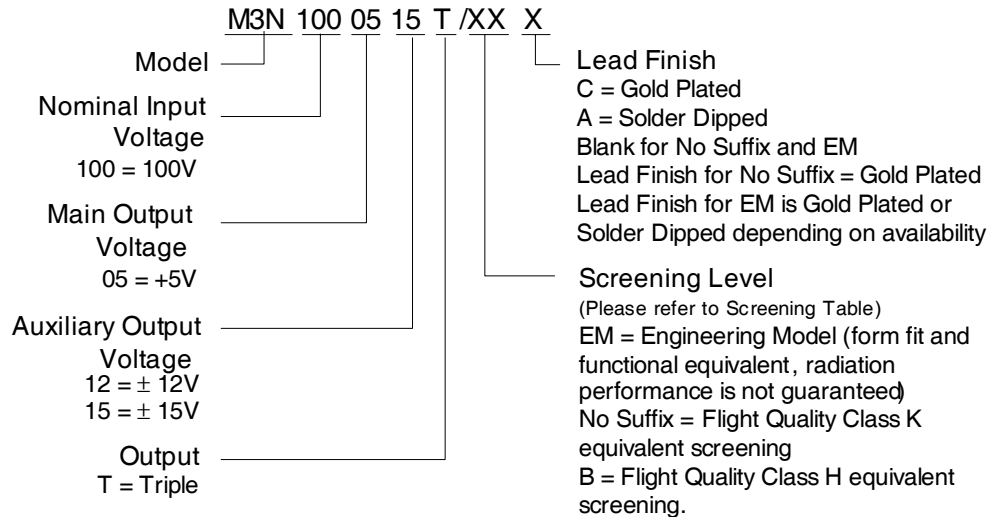 M3N 100 05 15 T /XX X
Model
Nominal Input
Voltage
100 = 100V
Main Output
Voltage
05 = +5V
Auxiliary Output
Voltage
12 = ± 12V
15 = ± 15V
Output
T = Triple
Lead Finish
C = Gold Plated
A = Solder Dipped
Blank for No Suffix and EM
Lead Finish for No Suffix = Gold Plated
Lead Finish for EM is Gold Plated or
Solder Dipped depending on availability
Screening Level
(Please refer to Screening Table)
EM = Engineering Model (form fit and
functional equivalent, radiation
performance is not guaranteed)
No Suffix = Flight Quality Class K
equivalent screening
B = Flight Quality Class H equivalent
screening.